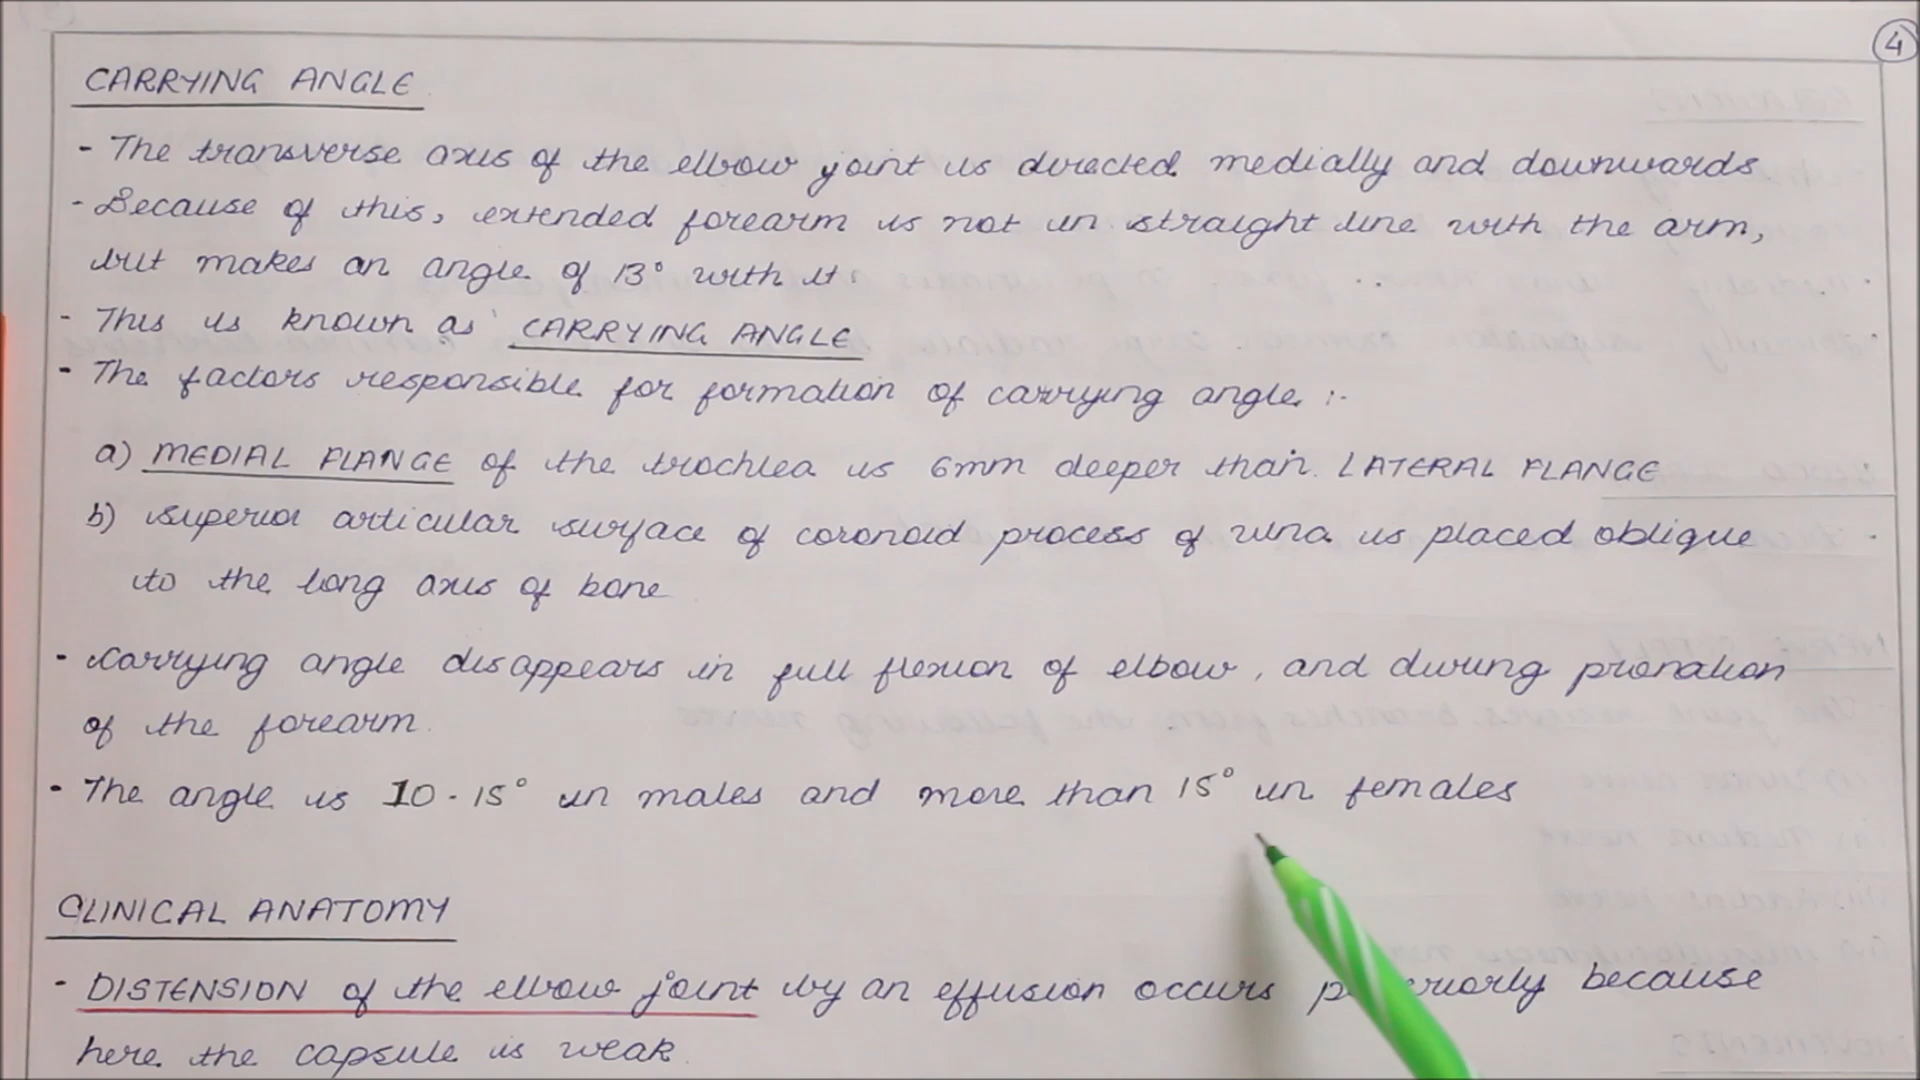 4
CARRYING ANGLE
- The transverse axis of the elbow joint is directed medially and downwards
- Because of this, extended forearm is not in straight line with the arm,
but makes an angle of 13° with it.
- This is known as CARRYING ANGLE
- The factors responsible for formation of carrying angle :-
a) MEDIAL FLANGE of the trochlea is 6mm deeper than LATERAL FLANGE
b) Superior articular surface of coronoid process of ulna is placed oblique
to the long axis of bone
- Carrying angle disappears in full flexion of elbow, and during pronation
of the forearm.
- The angle is 10-15° in males and more than 15° in females
CLINICAL ANATOMY
- DISTENSION of the elbow joint by an effusion occurs because
here the capsule is weak.